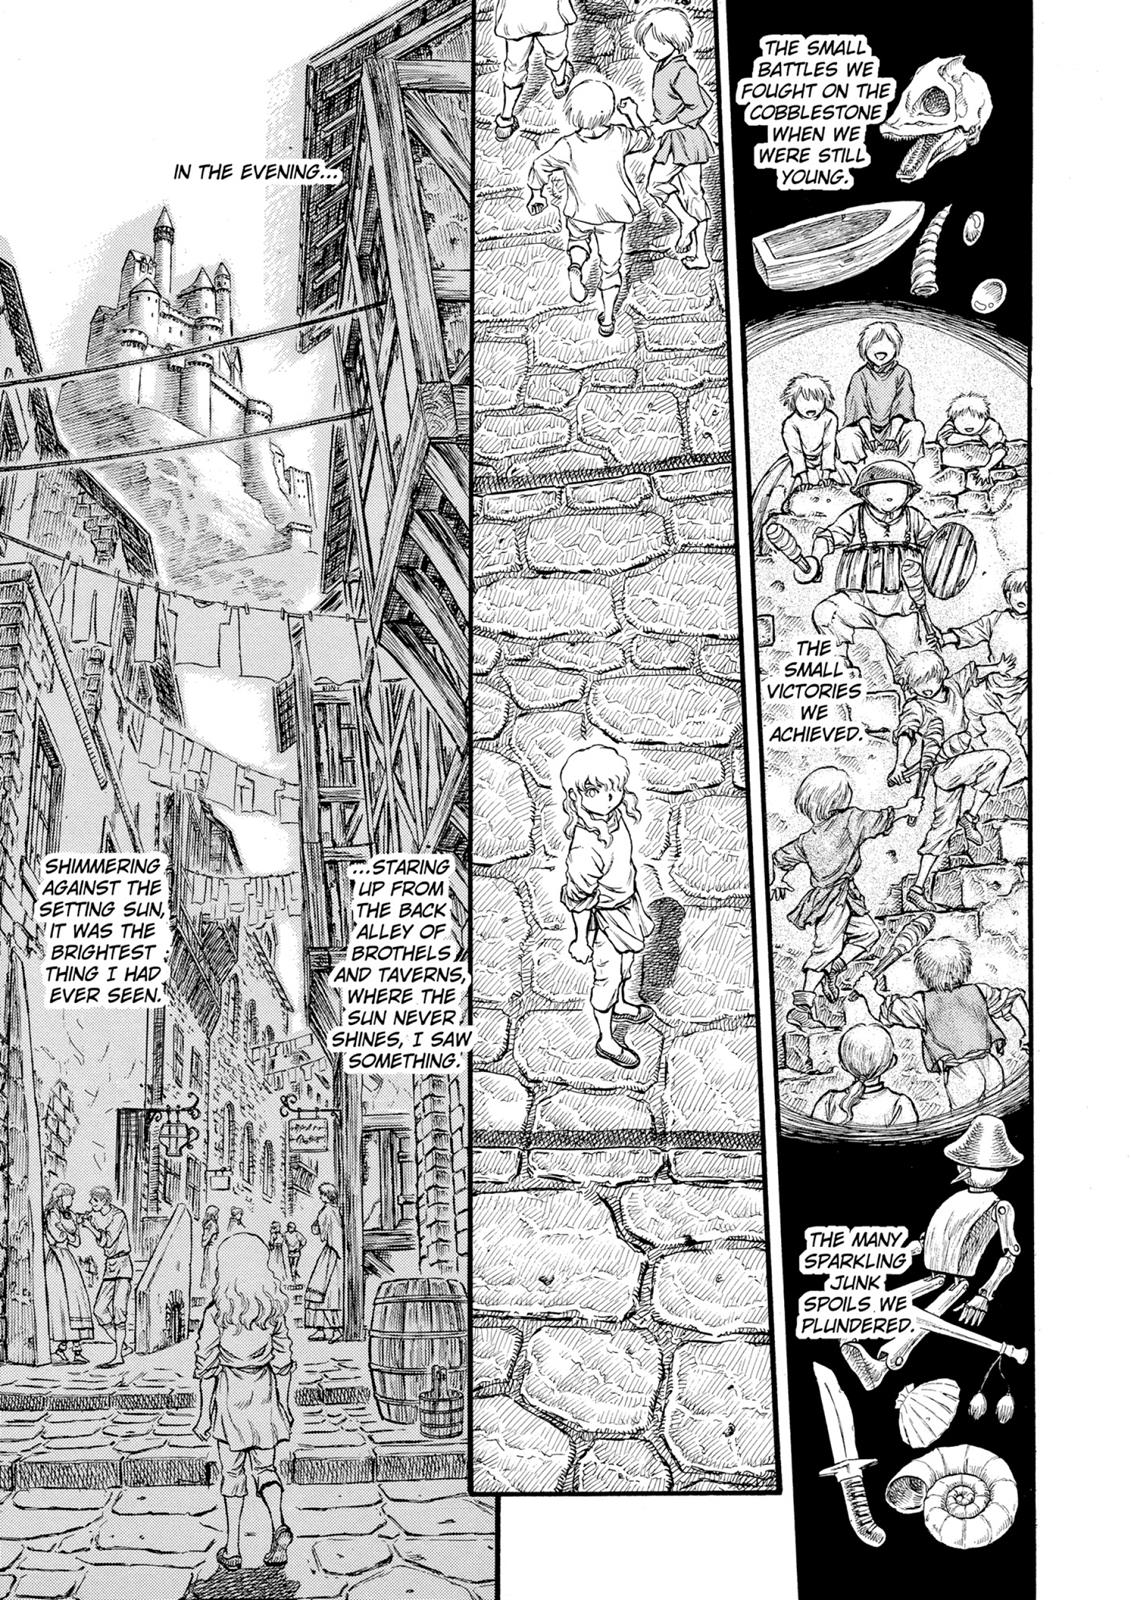 THE SMALL
BATTLES WE
FOUGHT ON THE
COBBLESTONE
WHEN WE
WERE STILL
YOUNG.
THE
SMALL
VICTORIES
WE
ACHIEVED.
THE MANY
SPARKLING
JUNK
SPOILS WE
PLUNDERED.
IN THE EVENING...
...STARING
UP FROM
THE BACK
ALLEY OF
BROTHELS
AND TAVERNS,
WHERE THE
SUN NEVER
SHINES, I SAW
SOMETHING.
SHIMMERING
AGAINST THE
SETTING SUN,
IT WAS THE
BRIGHTEST
THING I HAD
EVER SEEN.